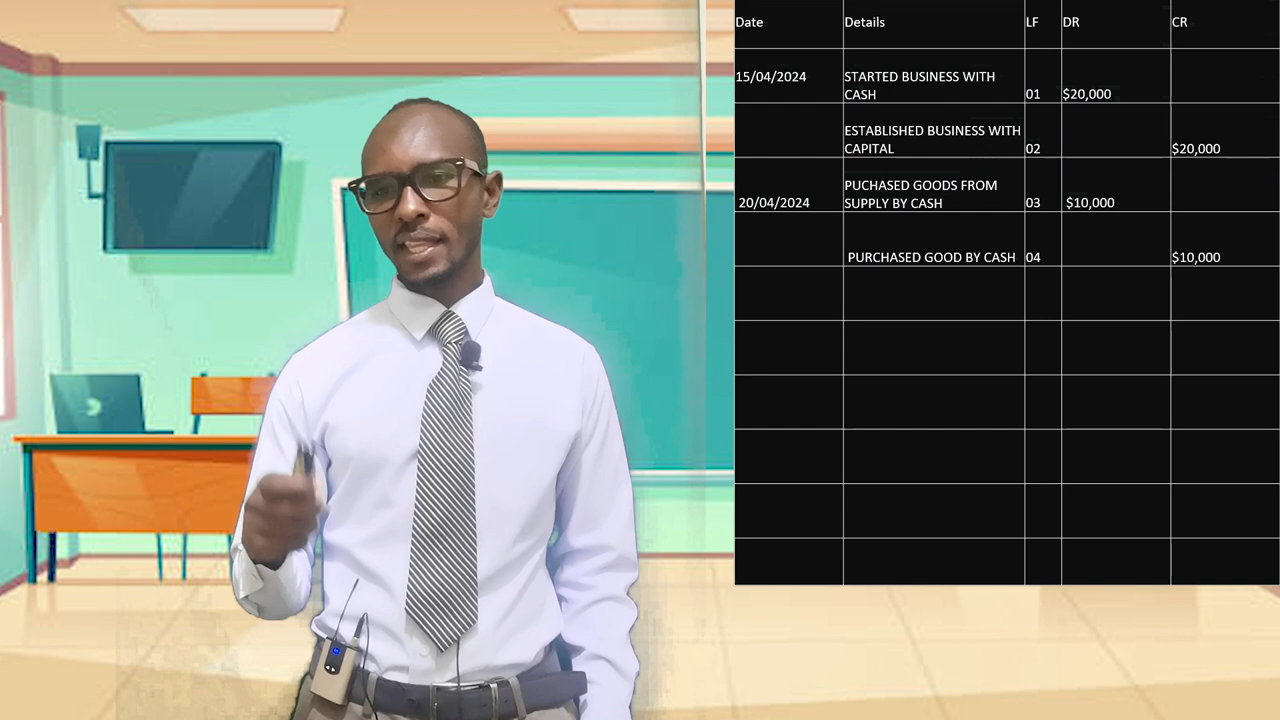 Date Details LF DR CR
15/04/2024 STARTED BUSINESS WITH
CASH 01 $20,000
ESTABLISHED BUSINESS WITH
CAPITAL 02 $20,000
PUCHASED GOODS FROM
20/04/2024 SUPPLY BY CASH 03 $10,000
PURCHASED GOOD BY CASH 04 $10,000